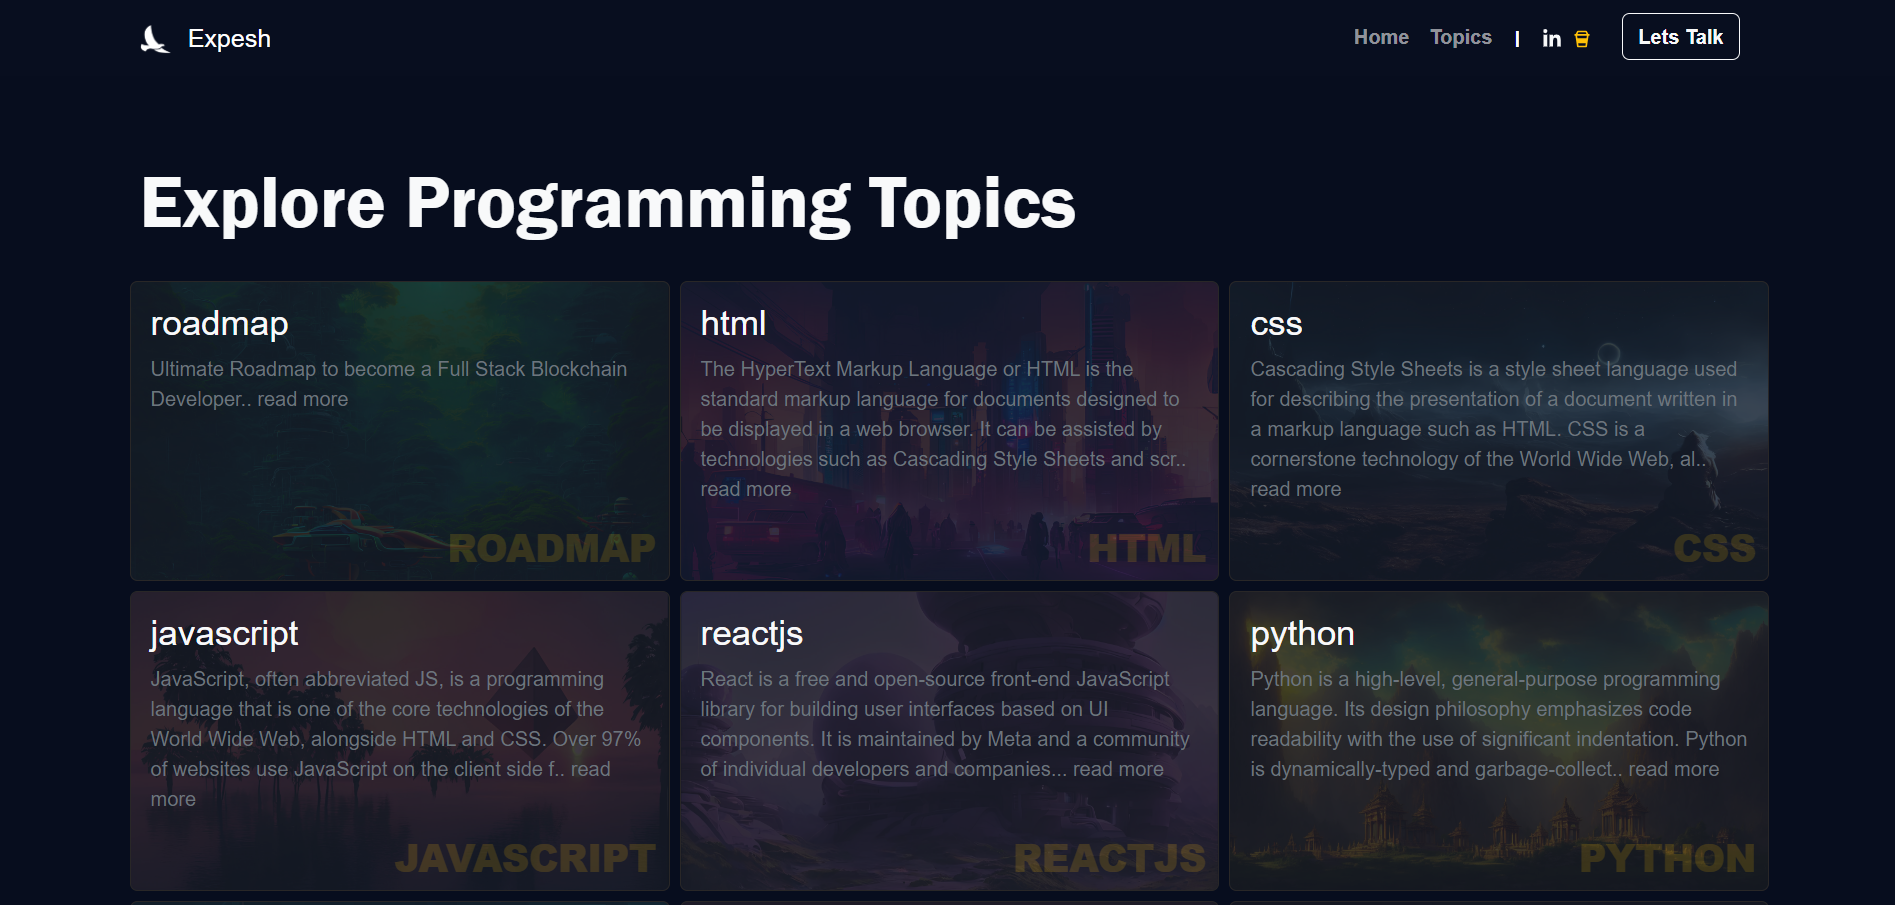 Expesh
Home Topics | in Lets Talk
Explore Programming Topics
roadmap
Ultimate Roadmap to become a Full Stack Blockchain
Developer.. read more
ROADMAP
html
The HyperText Markup Language or HTML is the
standard markup language for documents designed to
be displayed in a web browser. It can be assisted by
technologies such as Cascading Style Sheets and scr..
read more
HTML
css
Cascading Style Sheets is a style sheet language used
for describing the presentation of a document written in
a markup language such as HTML. CSS is a
cornerstone technology of the World Wide Web, al..
read more
CSS
javascript
JavaScript, often abbreviated JS, is a programming
language that is one of the core technologies of the
World Wide Web, alongside HTML and CSS. Over 97%
of websites use JavaScript on the client side f.. read
more
JAVASCRIPT
reactjs
React is a free and open-source front-end JavaScript
library for building user interfaces based on UI
components. It is maintained by Meta and a community
of individual developers and companies... read more
REACTJS
python
Python is a high-level, general-purpose programming
language. Its design philosophy emphasizes code
readability with the use of significant indentation. Python
is dynamically-typed and garbage-collect.. read more
PYTHON